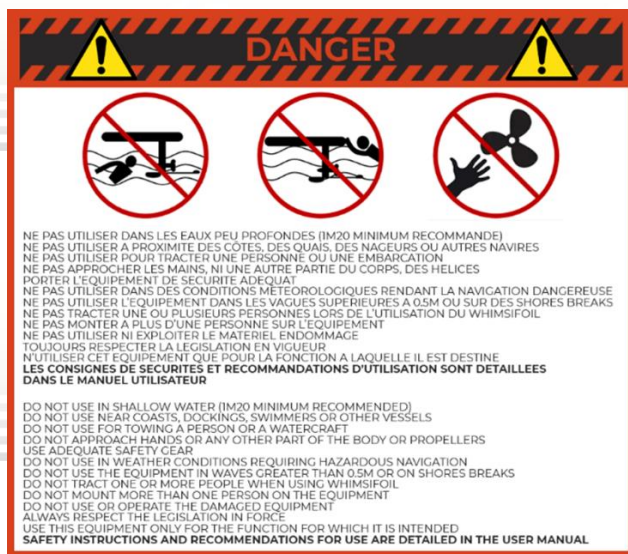 DANGER
NE PAS UTILISER DANS LES EAUX PEU PROFONDES (1M20 MINIMUM RECOMMANDE)
NE PAS UTILISER A PROXIMITE DES CÔTES, DES QUAIS, DES NAGEURS OU AUTRES NAVIRES
NE PAS UTILISER POUR TRACTER UNE PERSONNE OU UNE EMBARCATION
NE PAS APPROCHER LES MAINS, NI UNE AUTRE PARTIE DU CORPS, DES HELICES
PORTER L'EQUIPEMENT DE SECURITE ADEQUAT
NE PAS UTILISER DANS DES CONDITIONS METEOROLOGIQUES RENDANT LA NAVIGATION DANGEREUSE
NE PAS UTILISER L'EQUIPEMENT DANS LES VAGUES SUPERIEURES A 0.5M OU SUR DES SHORES BREAKS
NE PAS TRACTER UNE OU PLUSIEURS PERSONNES LORS DE L'UTILISATION DU WHIMSIFOIL
NE PAS MONTER A PLUS D'UNE PERSONNE SUR L'EQUIPEMENT
NE PAS UTILISER NI EXPLOITER LE MATERIEL ENDOMMAGE
TOUJOURS RESPECTER LA LEGISLATION EN VIGUEUR
N'UTILISER CET EQUIPEMENT QUE POUR LA FONCTION A LAQUELLE IL EST DESTINE
LES CONSIGNES DE SECURITES ET RECOMMANDATIONS D'UTILISATION SONT DETAILLEES
DANS LE MANUEL UTILISATEUR
DO NOT USE IN SHALLOW WATER (1M20 MINIMUM RECOMMENDED)
DO NOT USE NEAR COASTS, DOCKINGS, SWIMMERS OR OTHER VESSELS
DO NOT USE FOR TOWING A PERSON OR A WATERCRAFT
DO NOT APPROACH HANDS OR ANY OTHER PART OF THE BODY OR PROPELLERS
USE ADEQUATE SAFETY GEAR
DO NOT USE IN WEATHER CONDITIONS REQUIRING HAZARDOUS NAVIGATION
DO NOT USE THE EQUIPMENT IN WAVES GREATER THAN 0.5M OR ON SHORES BREAKS
DO NOT TRACT ONE OR MORE PEOPLE WHEN USING WHIMSIFOIL
DO NOT MOUNT MORE THAN ONE PERSON ON THE EQUIPMENT
DO NOT USE OR OPERATE THE DAMAGED EQUIPMENT
ALWAYS RESPECT THE LEGISLATION IN FORCE
USE THIS EQUIPMENT ONLY FOR THE FUNCTION FOR WHICH IT IS INTENDED
SAFETY INSTRUCTIONS AND RECOMMENDATIONS FOR USE ARE DETAILED IN THE USER MANUAL